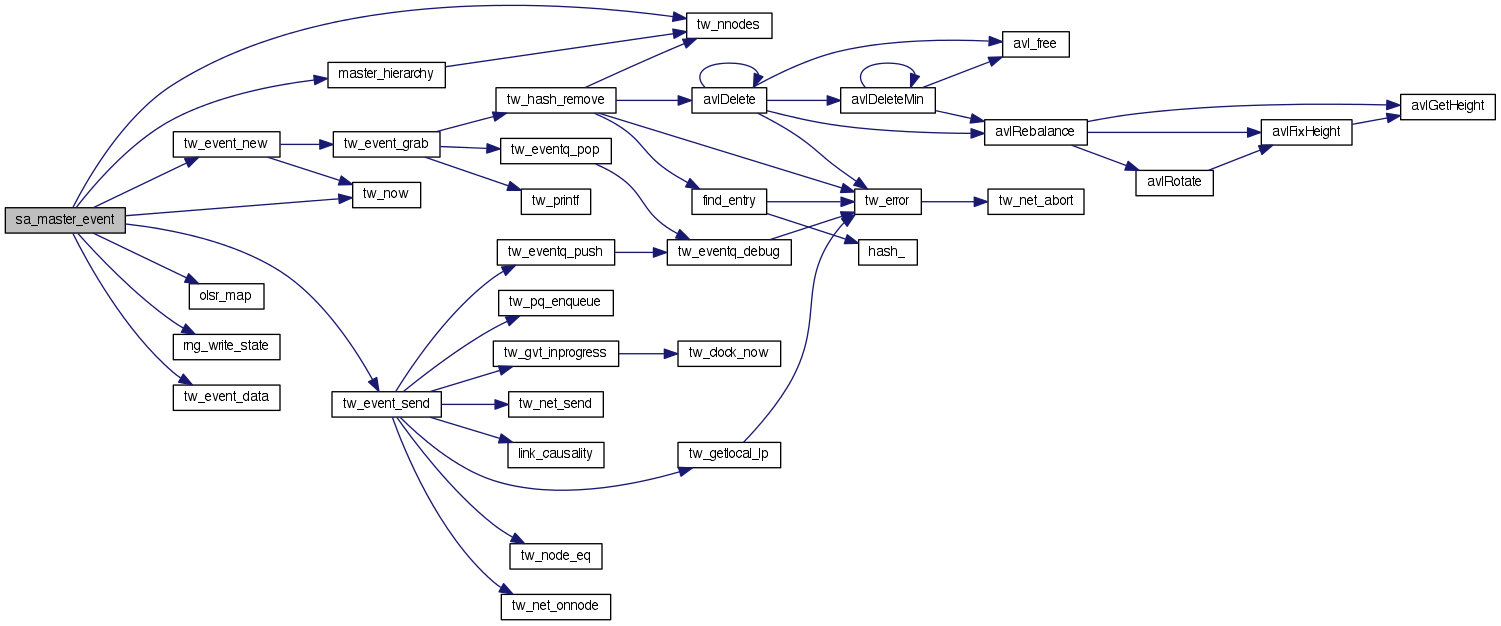 tw_nnodes
avl_free
master_hierarchy
tw_hash_remove
avlDelete
avlDeleteMin
avlGetHeight
tw_event_new
tw_event_grab
tw_eventq_pop
avlRebalance
avlFixHeight
avlRotate
tw_now
tw_printf
find_entry
tw_error
tw_net_abort
sa_master_event
tw_eventq_push
tw_eventq_debug
hash_
olsr_map
tw_pq_enqueue
rng_write_state
tw_gvt_inprogress
tw_clock_now
tw_event_data
tw_event_send
tw_net_send
link_causality
tw_getlocal_lp
tw_node_eq
tw_net_onnode